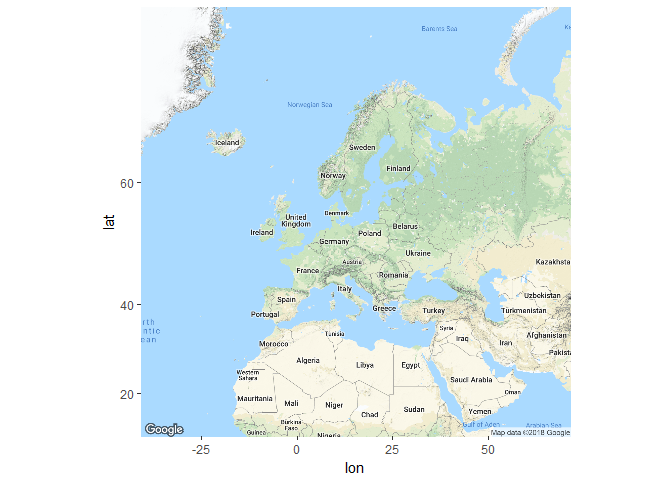 Barents Sea
Norwegian Sea
Iceland
Sweden
Finland
Norway
60
Denmark
United
Kingdom
Ireland
Belarus
Poland
Germany
lat
Ukraine
Austria
Kazakhsta
France
Romania
Italy
Uzbekistan
Spain
40
Portugal
Greece
Turkey
Türkmenistan
rth
ntic
ean
Syria
Tunisia
Iraq
Iran
Afghanistan
Morocco
Pakista
Algeria
Libya
Egypt
Western
Sahara
Saudi Arabia
20
Oman
Mauritania
Mali
Niger
Chad
Sudan
Yemen
Burkina
Faso
Gulf of Aden
Arabian Sea
Guinea
Nigeria
Google
Map data ©2018 Google
-25
0
25
50
lon